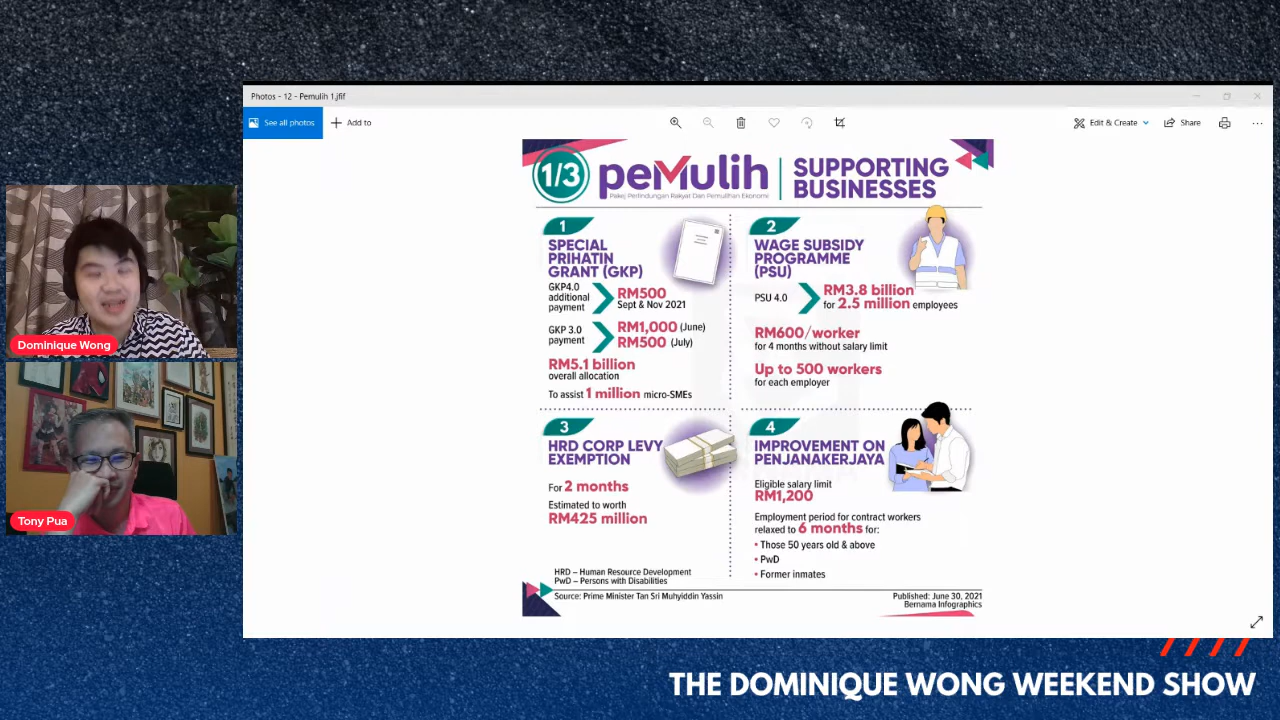 Photos - 12 - Pemulih 1.jfif
See all photos
Add to
Edit & Create
Share
1/3
peMulih
Pakej Perlindungan Rakyat Dan Pemulihan Ekonomi
SUPPORTING
BUSINESSES
1
SPECIAL
PRIHATIN
GRANT (GKP)
GKP4.0
additional
payment
RM500
Sept & Nov 2021
GKP 3.0
payment
RM1,000 (June)
RM500 (July)
RM5.1 billion
overall allocation
To assist 1 million micro-SMEs
2
WAGE SUBSIDY
PROGRAMME
(PSU)
PSU 4.0
RM3.8 billion
for 2.5 million employees
RM600/worker
for 4 months without salary limit
Up to 500 workers
for each employer
3
HRD CORP LEVY
EXEMPTION
For 2 months
Estimated to worth
RM425 million
4
IMPROVEMENT ON
PENJANAKERJAYA
Eligible salary limit
RM1,200
Employment period for contract workers
relaxed to 6 months for:
• Those 50 years old & above
• PwD
• Former inmates
HRD – Human Resource Development
PwD – Persons with Disabilities
Source: Prime Minister Tan Sri Muhyiddin Yassin
Published: June 30, 2021
Bernama Infographics
Dominique Wong
Tony Pua
THE DOMINIQUE WONG WEEKEND SHOW